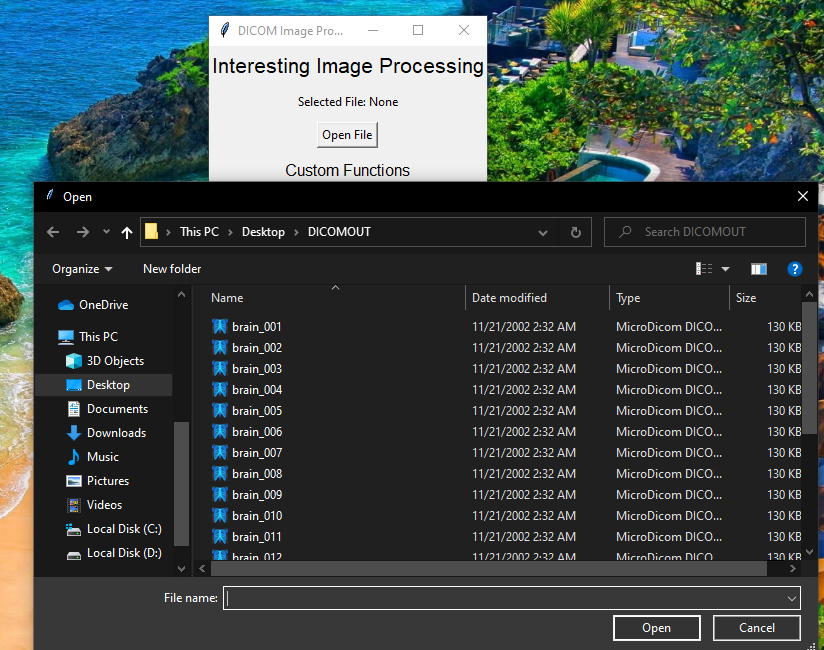 DICOM Image Pro...
Interesting Image Processing
Selected File: None
Open File
Custom Functions
Open
This PC Desktop DICOMOUT Search DICOMOUT
Organize New folder
Name Date modified Type Size
OneDrive
This PC
3D Objects
Desktop
Documents
Downloads
Music
Pictures
Videos
Local Disk (C:)
Local Disk (D:)
brain_001 11/21/2002 2:32 AM MicroDicom DICO... 130 KB
brain_002 11/21/2002 2:32 AM MicroDicom DICO... 130 KB
brain_003 11/21/2002 2:32 AM MicroDicom DICO... 130 KB
brain_004 11/21/2002 2:32 AM MicroDicom DICO... 130 KB
brain_005 11/21/2002 2:32 AM MicroDicom DICO... 130 KB
brain_006 11/21/2002 2:32 AM MicroDicom DICO... 130 KB
brain_007 11/21/2002 2:32 AM MicroDicom DICO... 130 KB
brain_008 11/21/2002 2:32 AM MicroDicom DICO... 130 KB
brain_009 11/21/2002 2:32 AM MicroDicom DICO... 130 KB
brain_010 11/21/2002 2:32 AM MicroDicom DICO... 130 KB
brain_011 11/21/2002 2:32 AM MicroDicom DICO... 130 KB
brain_012 11/21/2002 2:32 AM MicroDicom DICO... 130 KB
File name:
Open Cancel